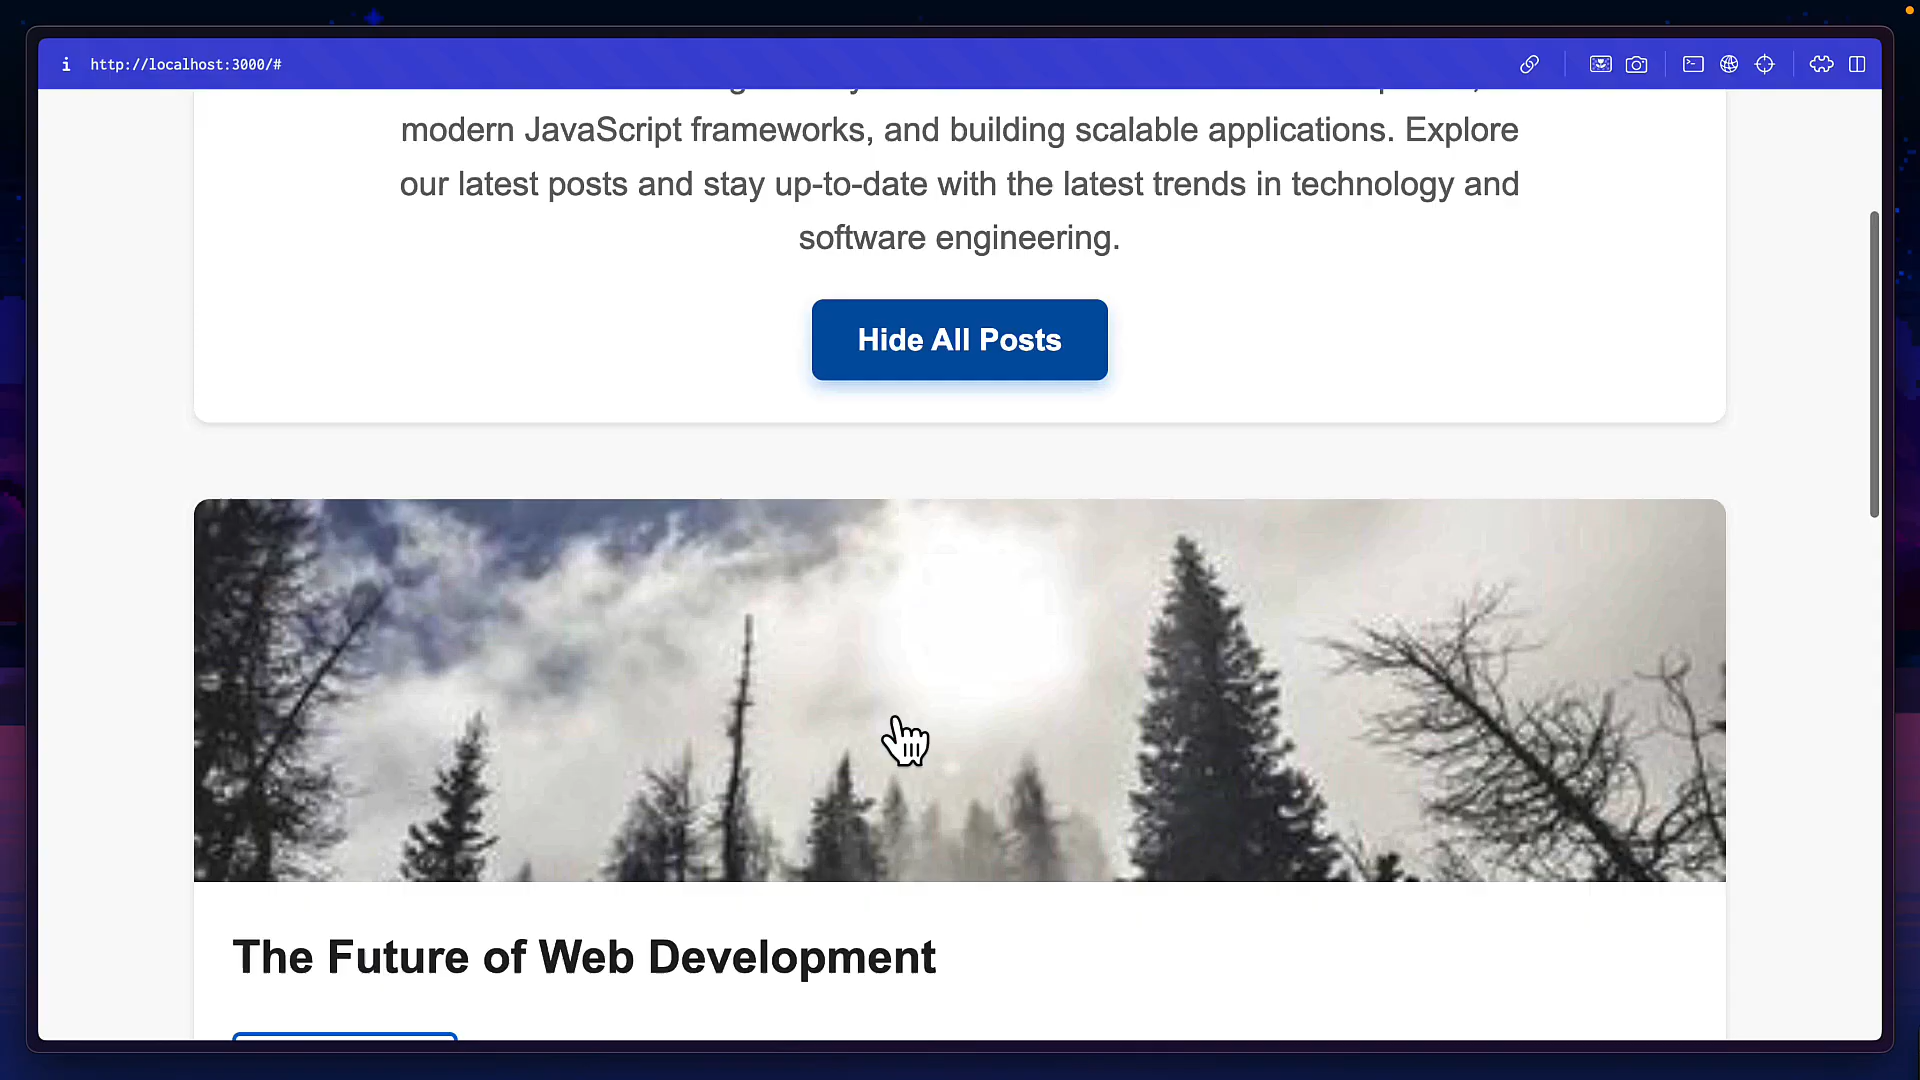 http://localhost:3000/#
modern JavaScript frameworks, and building scalable applications. Explore
our latest posts and stay up-to-date with the latest trends in technology and
software engineering.
Hide All Posts
The Future of Web Development